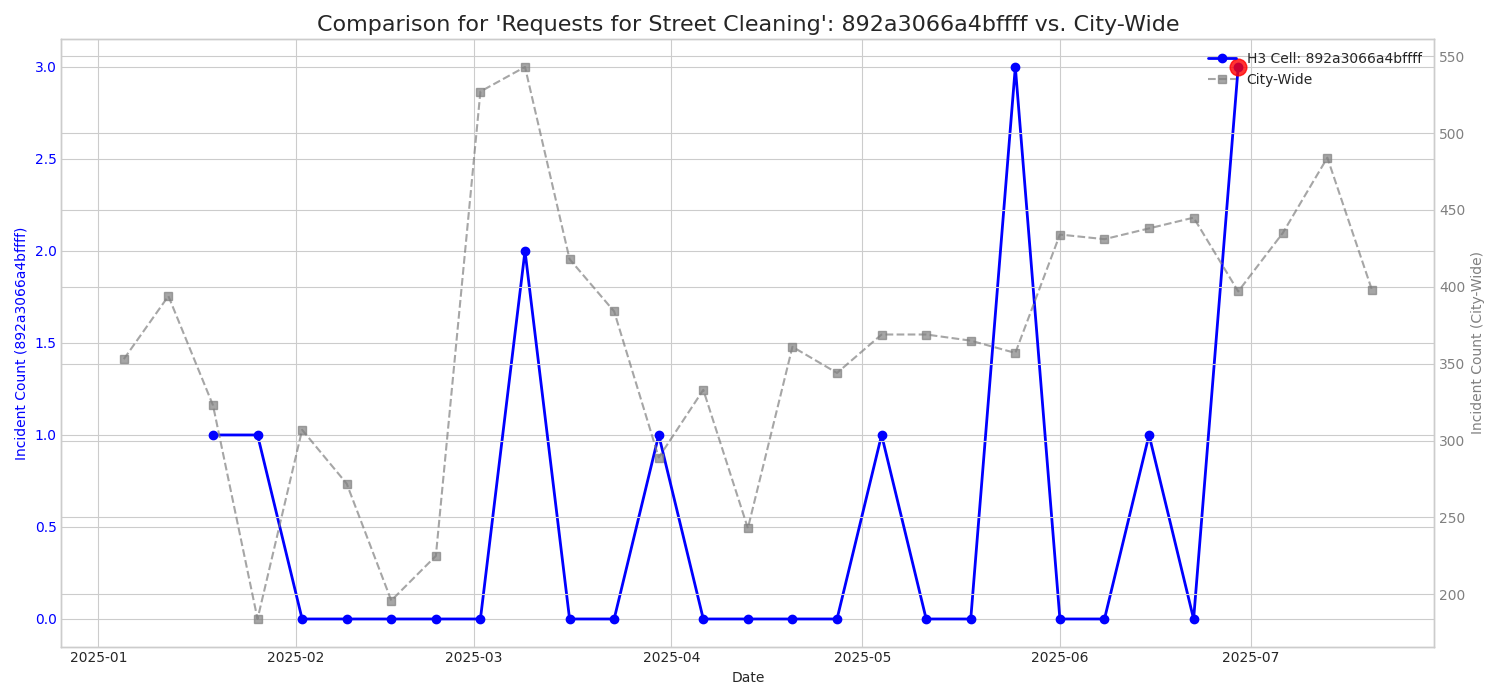 Comparison for 'Requests for Street Cleaning': 892a3066a4bffff vs. City-Wide
H3 Cell: 892a3066a4bffff
City-Wide
Incident Count (892a3066a4bffff)
3.0
2.5
2.0
1.5
1.0
0.5
0.0
550
500
450
400
350
300
250
200
Incident Count (City-Wide)
2025-01 2025-02 2025-03 2025-04 2025-05 2025-06 2025-07
Date